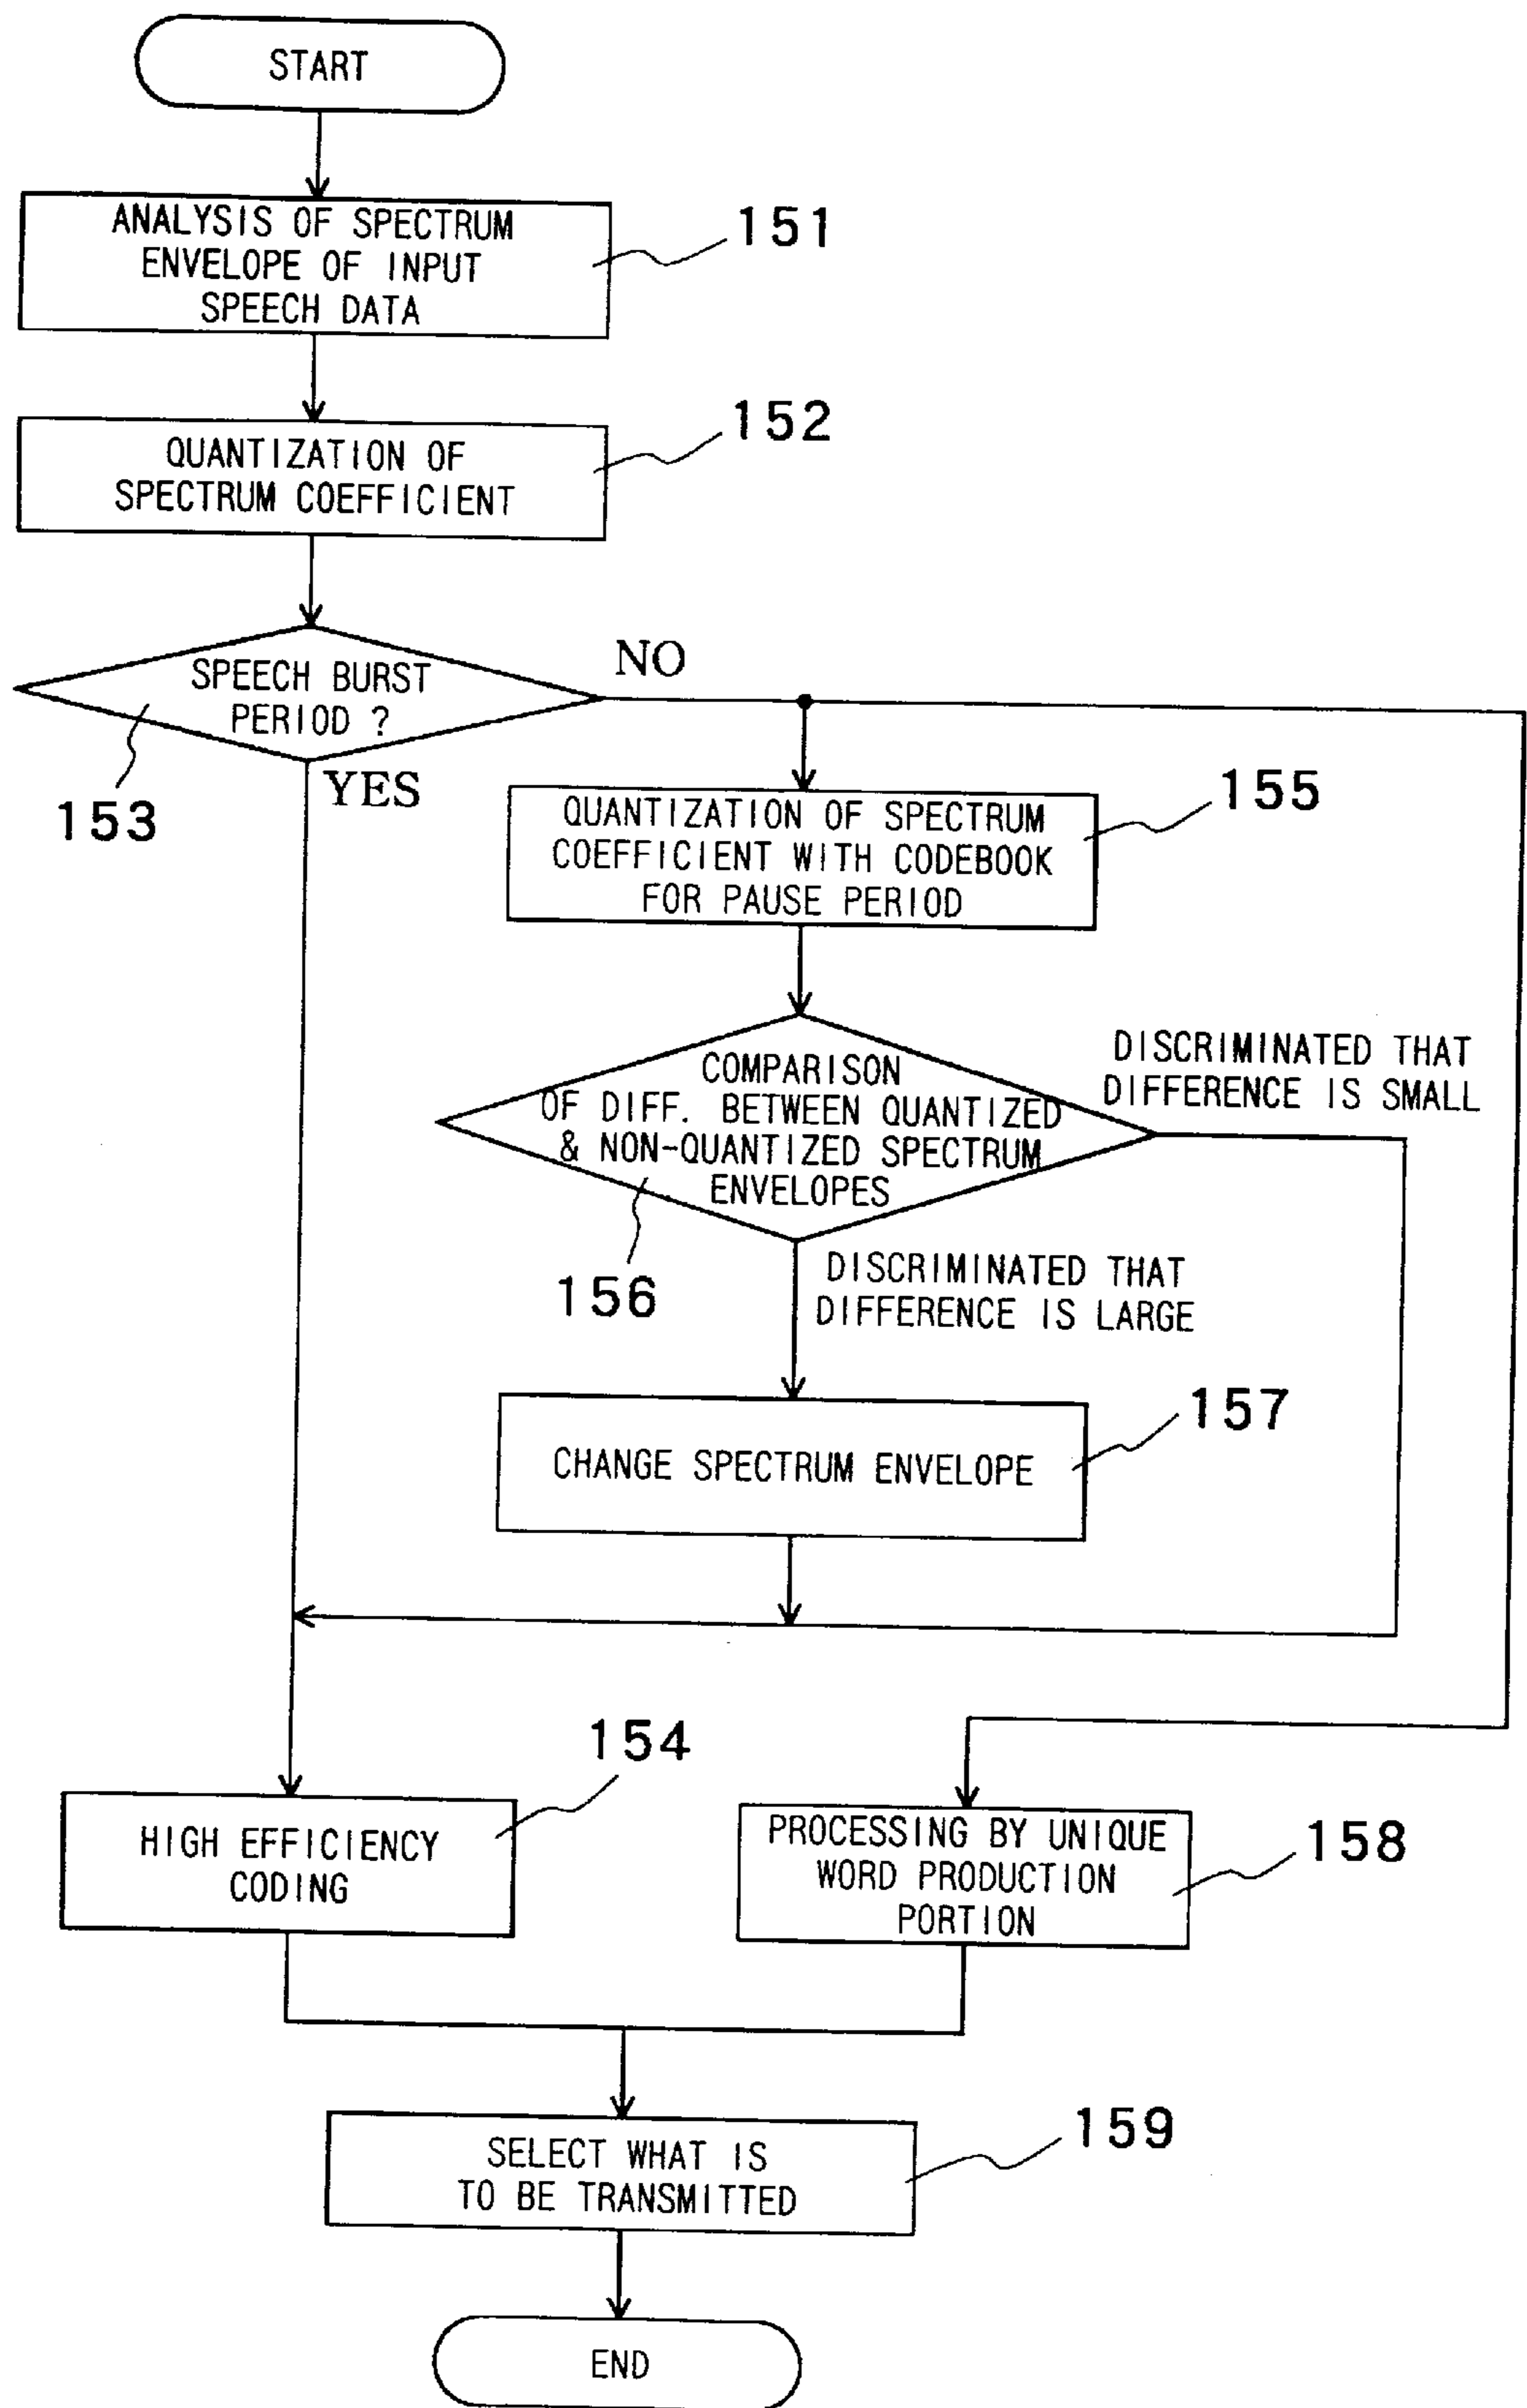 START
ANALYSIS OF SPECTRUM
ENVELOPE OF INPUT
SPEECH DATA
151
QUANTIZATION OF
SPECTRUM COEFFICIENT
152
SPEECH BURST
PERIOD ?
153
NO
YES
QUANTIZATION OF SPECTRUM
COEFFICIENT WITH CODEBOOK
FOR PAUSE PERIOD
155
COMPARISON
OF DIFF. BETWEEN QUANTIZED
& NON-QUANTIZED SPECTRUM
ENVELOPES
156
DISCRIMINATED THAT
DIFFERENCE IS SMALL
DISCRIMINATED THAT
DIFFERENCE IS LARGE
CHANGE SPECTRUM ENVELOPE
157
HIGH EFFICIENCY
CODING
154
PROCESSING BY UNIQUE
WORD PRODUCTION
PORTION
158
SELECT WHAT IS
TO BE TRANSMITTED
159
END